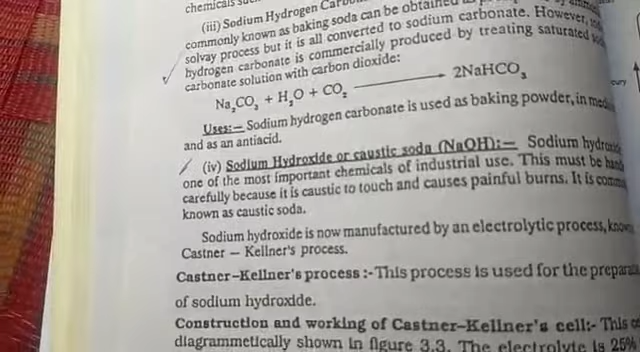 chemicals
(iii) Sodium Hydrogen
commonly known as baking soda can be obtained
solvay process but it is all converted to sodium carbonate. However,
hydrogen carbonate is commercially produced by treating saturated
carbonate solution with carbon dioxide:
Na₂CO₃ + H₂O + CO₂ ⟶ 2NaHCO₃
Uses:— Sodium hydrogen carbonate is used as baking powder, in
and as an antiacid.
(iv) Sodium Hydroxide or caustic soda (NaOH):— Sodium
one of the most important chemicals of industrial use. This must be
carefully because it is caustic to touch and causes painful burns. It is
known as caustic soda.
Sodium hydroxide is now manufactured by an electrolytic process,
Castner — Kellner's process.
Castner–Kellner's process :- This process is used for the
of sodium hydroxide.
Construction and working of Castner–Kellner's cell:- This
diagrammetically shown in figure 3.3. The electrolyte is 25%